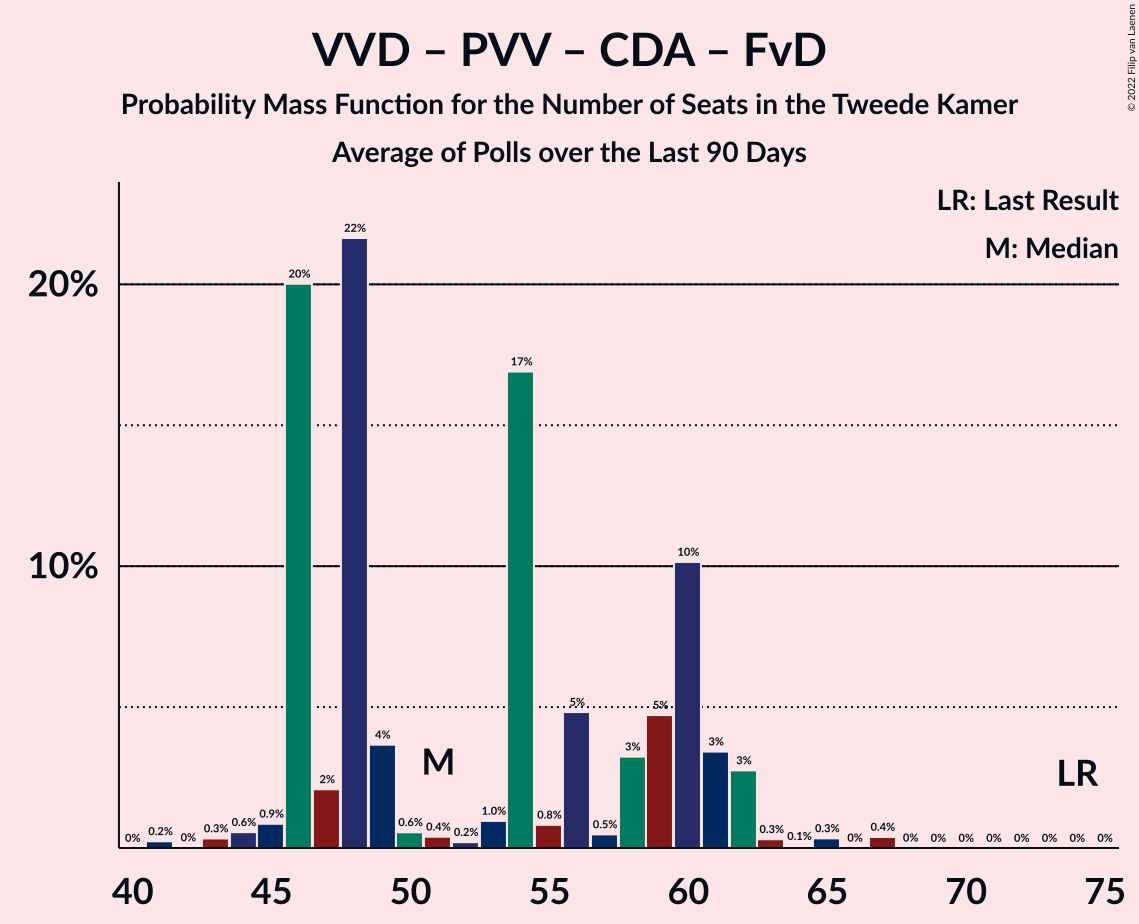 VVD – PVV – CDA – FvD
Probability Mass Function for the Number of Seats in the Tweede Kamer
Average of Polls over the Last 90 Days
© 2022 Filip van Laenen
LR: Last Result
M: Median
20%
10%
0% 0.2% 0% 0.3% 0.6% 0.9% 20% 2% 22% 4% 0.6% 0.4% 0.2% 1.0% 17% 0.8% 5% 0.5% 3% 5% 10% 3% 3% 0.3% 0.1% 0.3% 0% 0.4% 0% 0% 0% 0% 0% 0% 0% 0%
M
LR
40 45 50 55 60 65 70 75